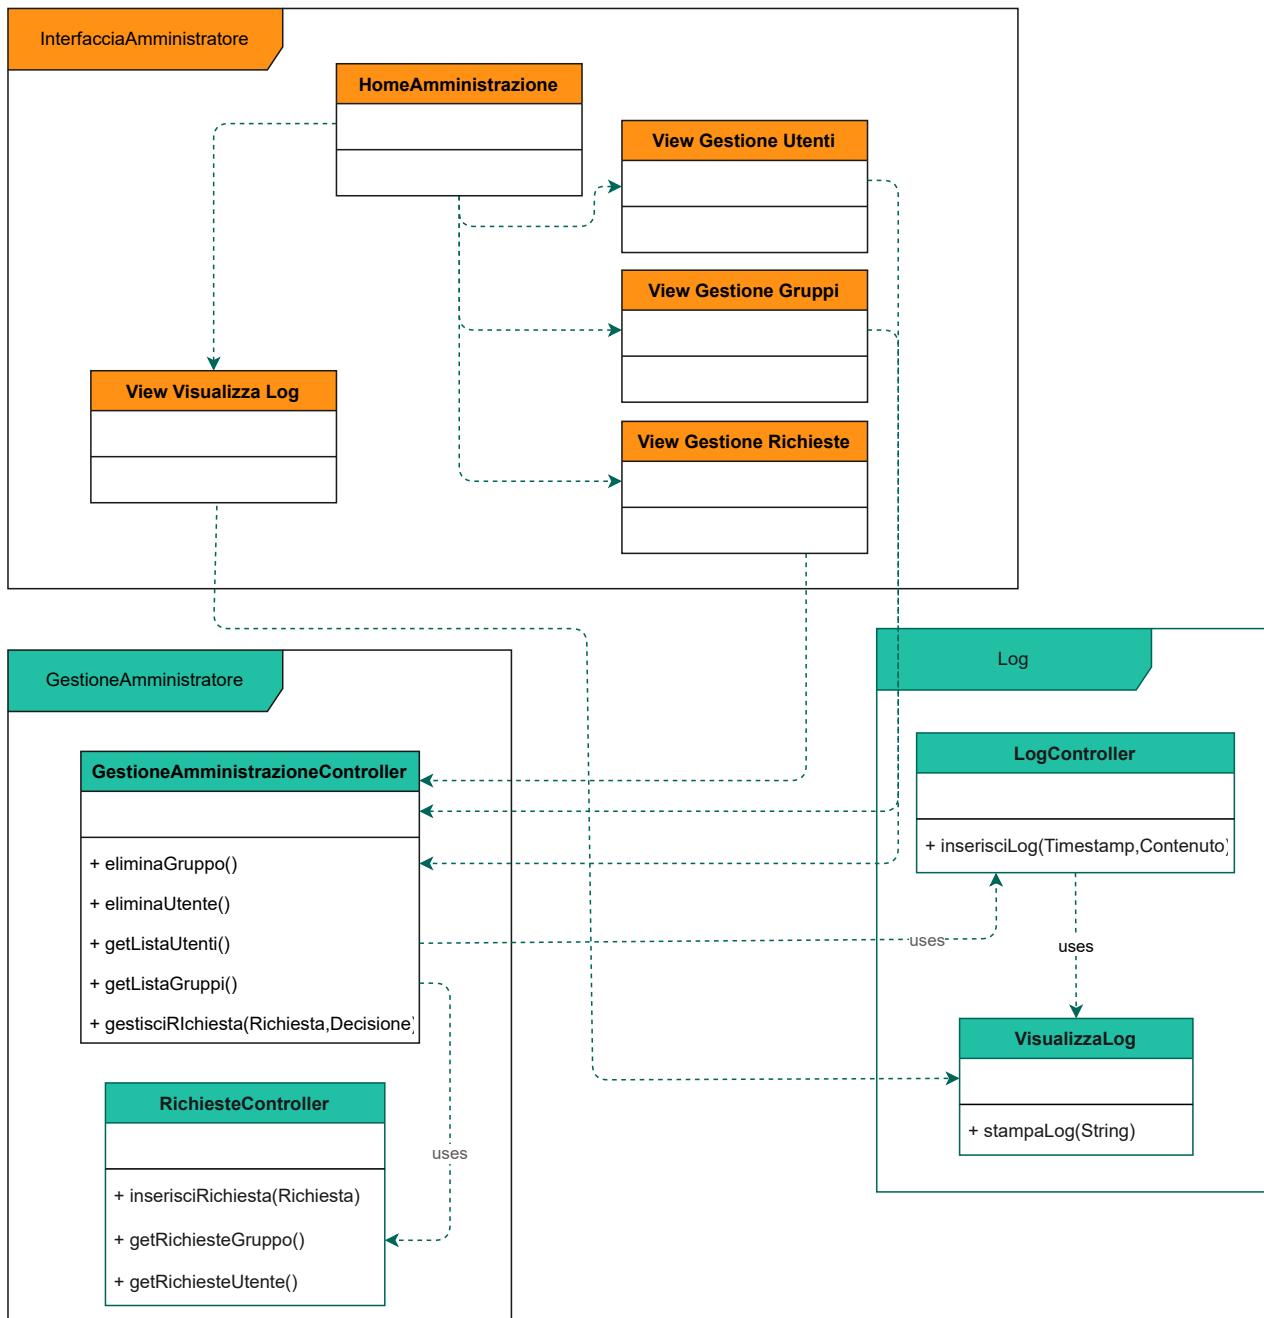 InterfacciaAmministratore
HomeAmministrazione
View Gestione Utenti
View Gestione Gruppi
View Visualizza Log
View Gestione Richieste
GestioneAmministratore
Log
GestioneAmministrazioneController
+ eliminaGruppo()
+ eliminaUtente()
+ getListaUtenti()
+ getListaGruppi()
+ gestisciRIchiesta(Richiesta,Decisione)
LogController
+ inserisciLog(Timestamp,Contenuto)
uses
uses
VisualizzaLog
+ stampaLog(String)
RichiesteController
+ inserisciRichiesta(Richiesta)
+ getRichiesteGruppo()
+ getRichiesteUtente()
uses